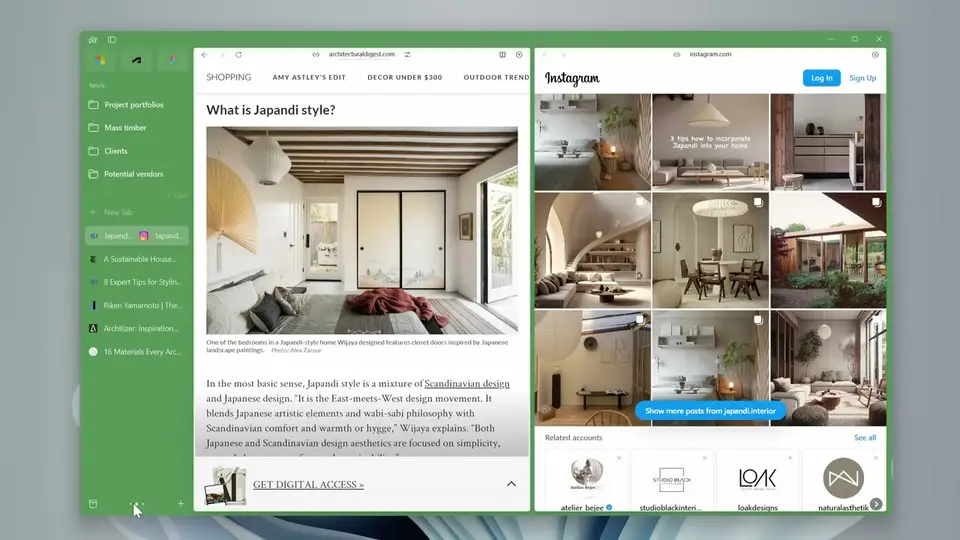 architecturaldigest.com
instagram.com
Work
Project portfolios
Mass timber
Clients
Potential vendors
Clear
New Tab
Japand...
Japand...
A Sustainable House...
8 Expert Tips for Stylin...
Riken Yamamoto | The...
Architizer: Inspiration...
16 Materials Every Arc...
SHOPPING
AMY ASTLEY'S EDIT
DECOR UNDER $300
OUTDOOR TREND
What is Japandi style?
One of the bedrooms in a Japandi-style home Wijaya designed features closet doors inspired by Japanese
landscape paintings. Photo: Alex Zarour
In the most basic sense, Japandi style is a mixture of Scandinavian design
and Japanese design. "It is the East-meets-West design movement. It
blends Japanese artistic elements and wabi-sabi philosophy with
Scandinavian comfort and warmth or hygge," Wijaya explains. "Both
Japanese and Scandinavian design aesthetics are focused on simplicity,
GET DIGITAL ACCESS »
Instagram
Log In
Sign Up
3 tips how to incorporate
Japandi into your home
Show more posts from japandi.interior
Related accounts
See all
Atelier Bejee
STUDIO BLACK
LOAK
atelier_bejee
studioblackinteri...
loakdesigns
naturalasthetik